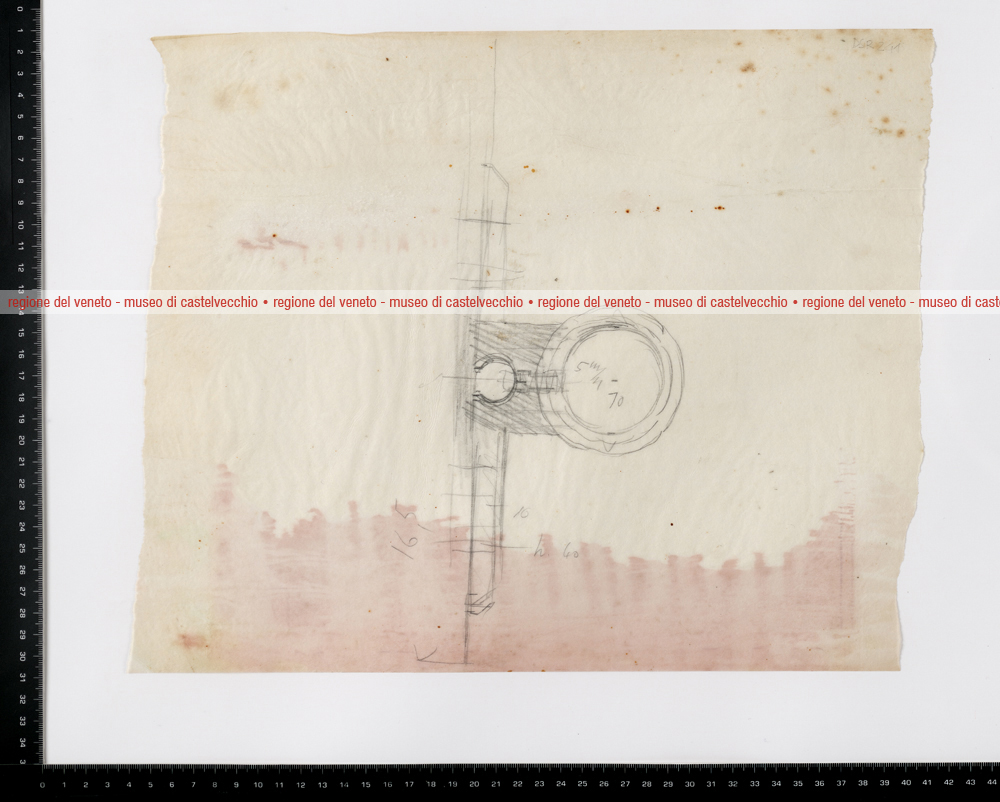 regione del veneto - museo di castelvecchio • regione del veneto - museo di castelvecchio • regione del veneto - museo di castelvecchio • regione del veneto - museo di cast
5 m/m
70
16,5
16
h 60
0 1 2 3 4 5 6 7 8 9 10 11 12 13 14 15 16 17 18 19 20 21 22 23 24 25 26 27 28 29 30 31 32 33 34 3
0 1 2 3 4 5 6 7 8 9 10 11 12 13 14 15 16 17 18 19 20 21 22 23 24 25 26 27 28 29 30 31 32 33 34 35 36 37 38 39 40 41 42 43 44